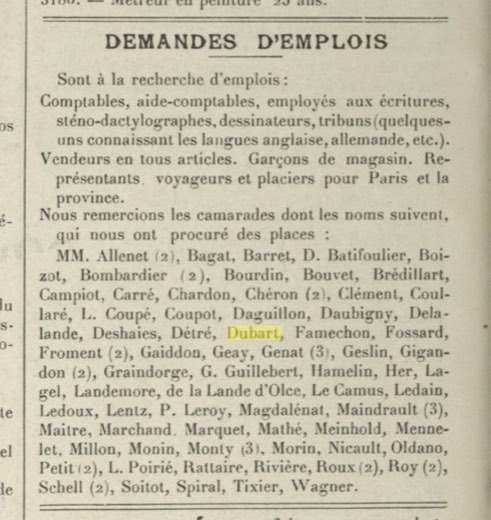 3180. — Métreur en peinture 25 ans.
DEMANDES D'EMPLOIS
Sont à la recherche d'emplois :
Comptables, aide-comptables, employés aux écritures,
sténo-dactylographes, dessinateurs, tribuns (quelques-
uns connaissant les langues anglaise, allemande, etc.).
Vendeurs en tous articles. Garçons de magasin. Re-
présentants voyageurs et placiers pour Paris et la
province.
Nous remercions les camarades dont les noms suivent,
qui nous ont procuré des places :
MM. Allenet (2), Bagat, Barret, D. Batifoulier, Boi-
zot, Bombardier (2), Bourdin, Bouvet, Brédillart,
Campiot, Carré, Chardon, Chéron (2), Clément, Coul-
laré, L. Coupé, Coupot, Daguillon, Daubigny, Dela-
lande, Deshaies, Détré, Dubart, Famechon, Fossard,
Froment (2), Gaiddon, Geay, Genat (3), Geslin, Gigan-
don (2), Graindorge, G. Guillebert, Hamelin, Her, La-
gel, Landemore, de la Lande d'Olce, Le Camus, Ledain,
Ledoux, Lentz, P. Leroy, Magdalénat, Maindrault (3),
Maitre, Marchand. Marquet, Mathé, Meinhold, Menne-
let, Millon, Monin, Monty (3), Morin, Nicault, Oldano,
Petit (2), L. Poirié, Rattaire, Rivière, Roux (2), Roy (2),
Schell (2), Soitot, Spiral, Tixier, Wagner.